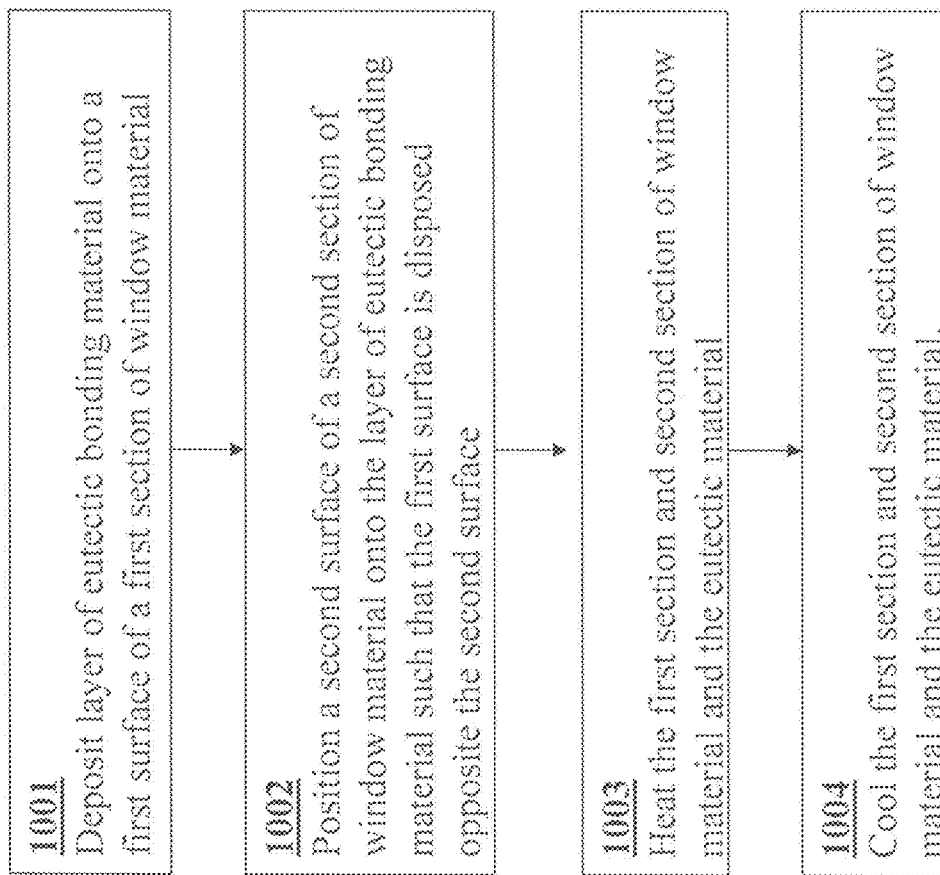 1001
Deposit layer of eutectic bonding material onto a
first surface of a first section of window material
1002
Position a second surface of a second section of
window material onto the layer of eutectic bonding
material such that the first surface is disposed
opposite the second surface
1003
Heat the first section and second section of window
material and the eutectic material
1004
Cool the first section and second section of window
material and the eutectic material.